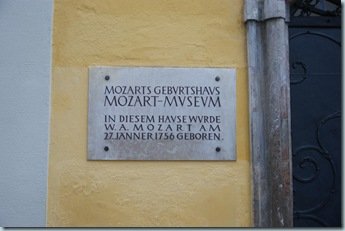 MOZARTS GEBVRTSHAVS
MOZART-MVSEVM
IN DIESEM HAVSE WVRDE
W. A. MOZART AM
27. JÄNNER 1756 GEBOREN.